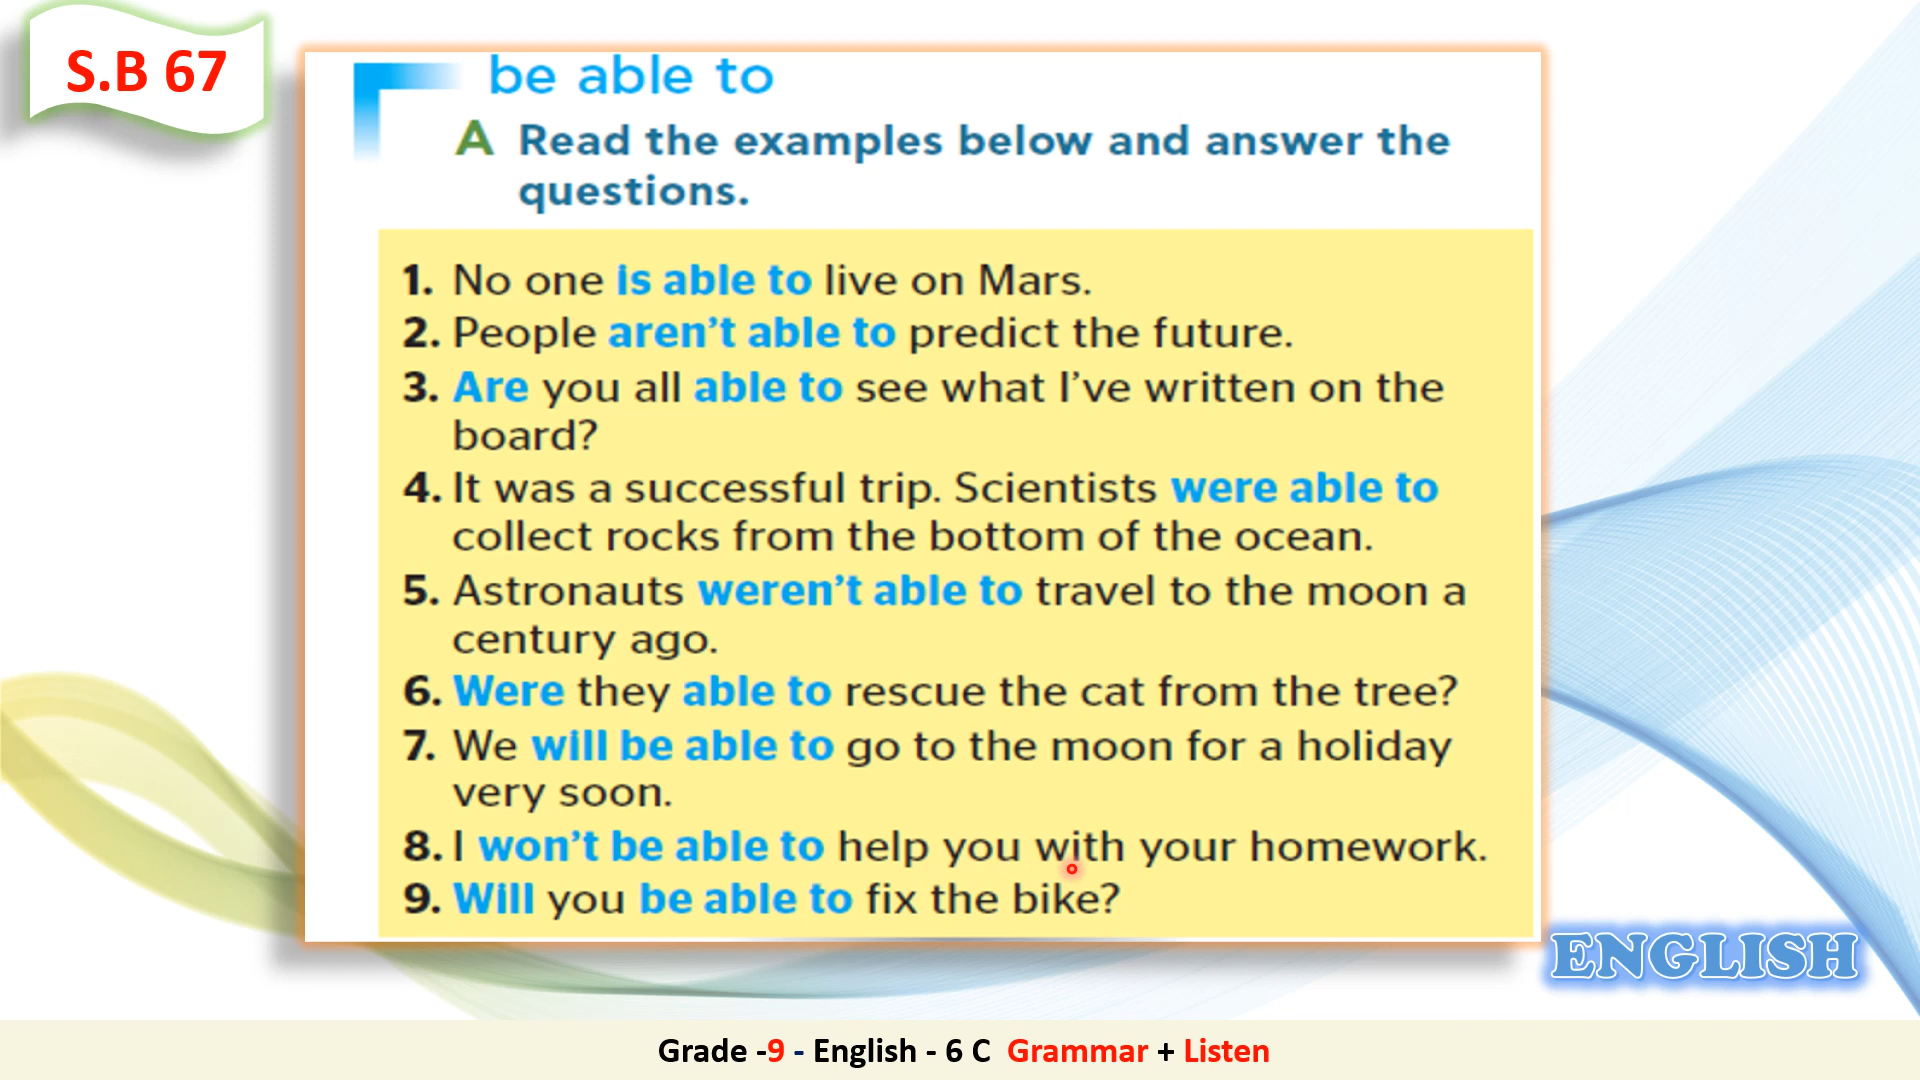 S.B 67
be able to
A Read the examples below and answer the
questions.
1. No one is able to live on Mars.
2. People aren't able to predict the future.
3. Are you all able to see what I've written on the
board?
4. It was a successful trip. Scientists were able to
collect rocks from the bottom of the ocean.
5. Astronauts weren't able to travel to the moon a
century ago.
6. Were they able to rescue the cat from the tree?
7. We will be able to go to the moon for a holiday
very soon.
8. I won't be able to help you with your homework.
9. Will you be able to fix the bike?
ENGLISH
Grade -9 - English - 6 C Grammar + Listen